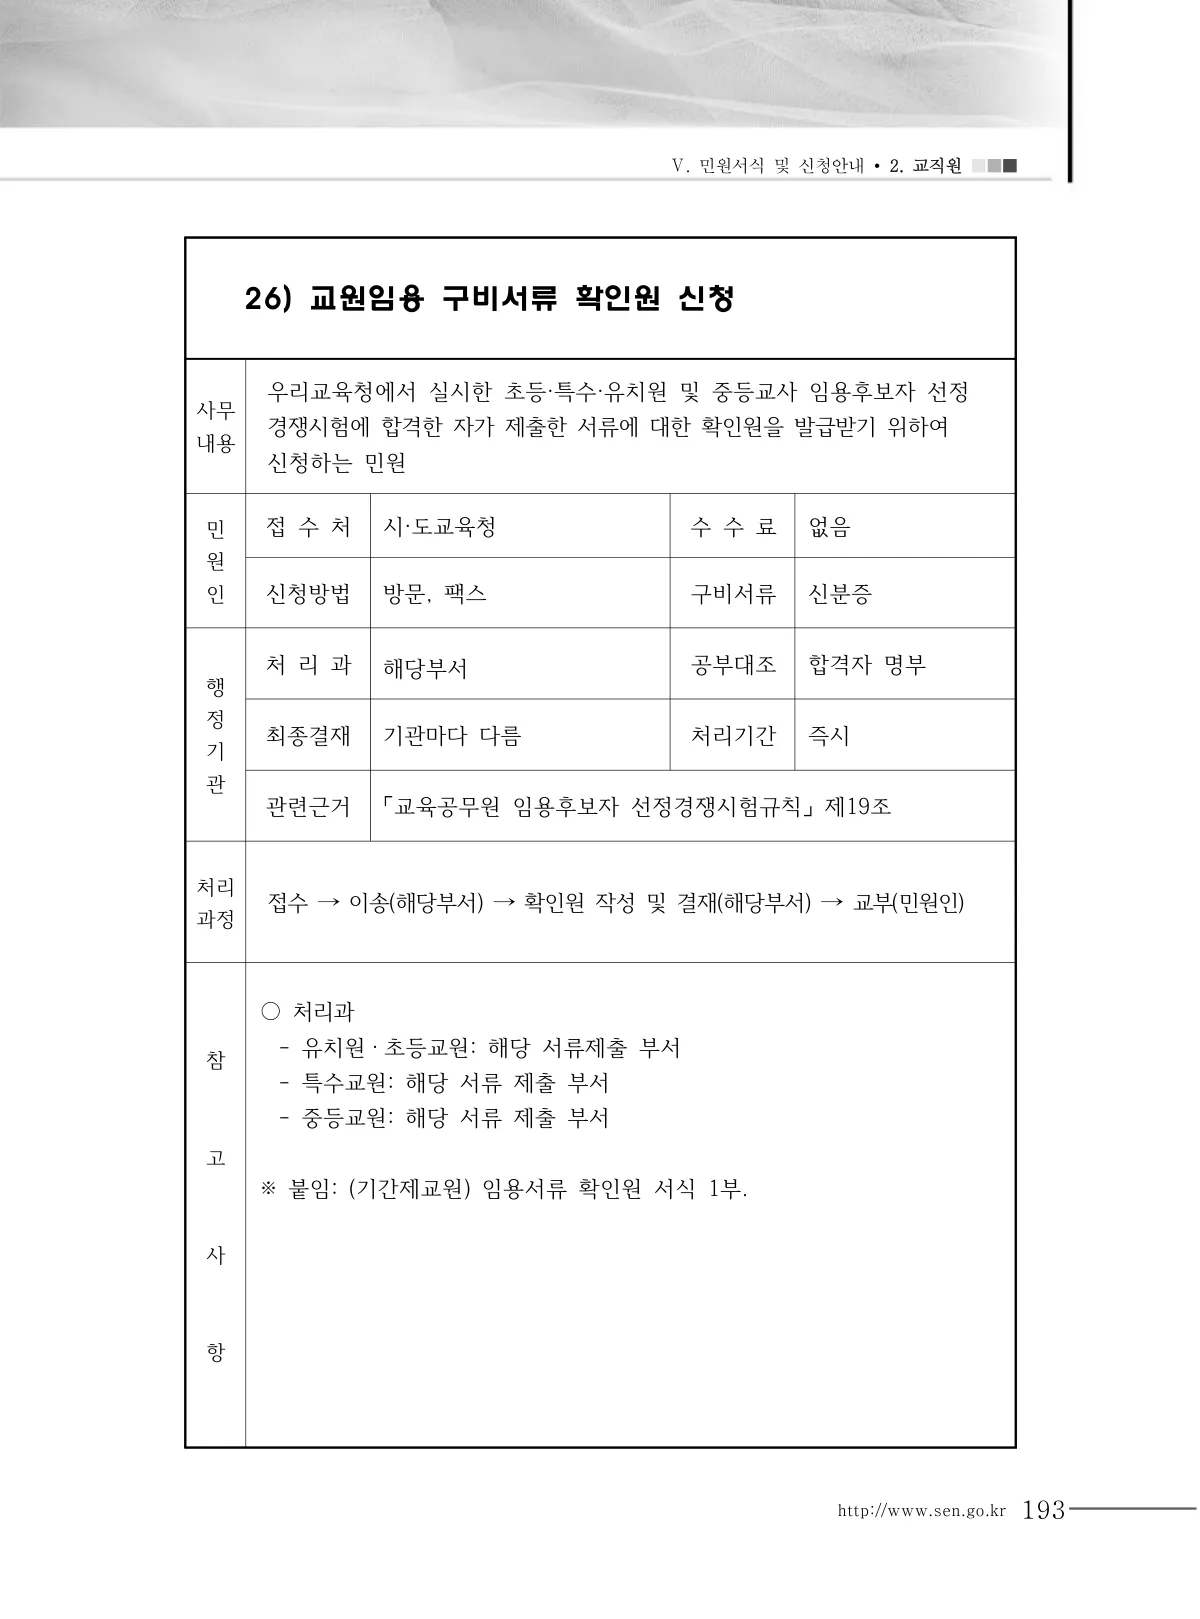 Ⅴ. 민원서식 및 신청안내 • 2. 교직원
26) 교원임용 구비서류 확인원 신청
사무
내용
우리교육청에서 실시한 초등·특수·유치원 및 중등교사 임용후보자 선정
경쟁시험에 합격한 자가 제출한 서류에 대한 확인원을 발급받기 위하여
신청하는 민원
민
원
인
접 수 처 시·도교육청 수 수 료 없음
신청방법 방문, 팩스 구비서류 신분증
행
정
기
관
처 리 과 해당부서 공부대조 합격자 명부
최종결재 기관마다 다름 처리기간 즉시
관련근거 「교육공무원 임용후보자 선정경쟁시험규칙」제19조
처리
과정
접수 → 이송(해당부서) → 확인원 작성 및 결재(해당부서) → 교부(민원인)
참
고
사
항
○ 처리과
- 유치원·초등교원: 해당 서류제출 부서
- 특수교원: 해당 서류 제출 부서
- 중등교원: 해당 서류 제출 부서
※ 붙임: (기간제교원) 임용서류 확인원 서식 1부.
http://www.sen.go.kr 193